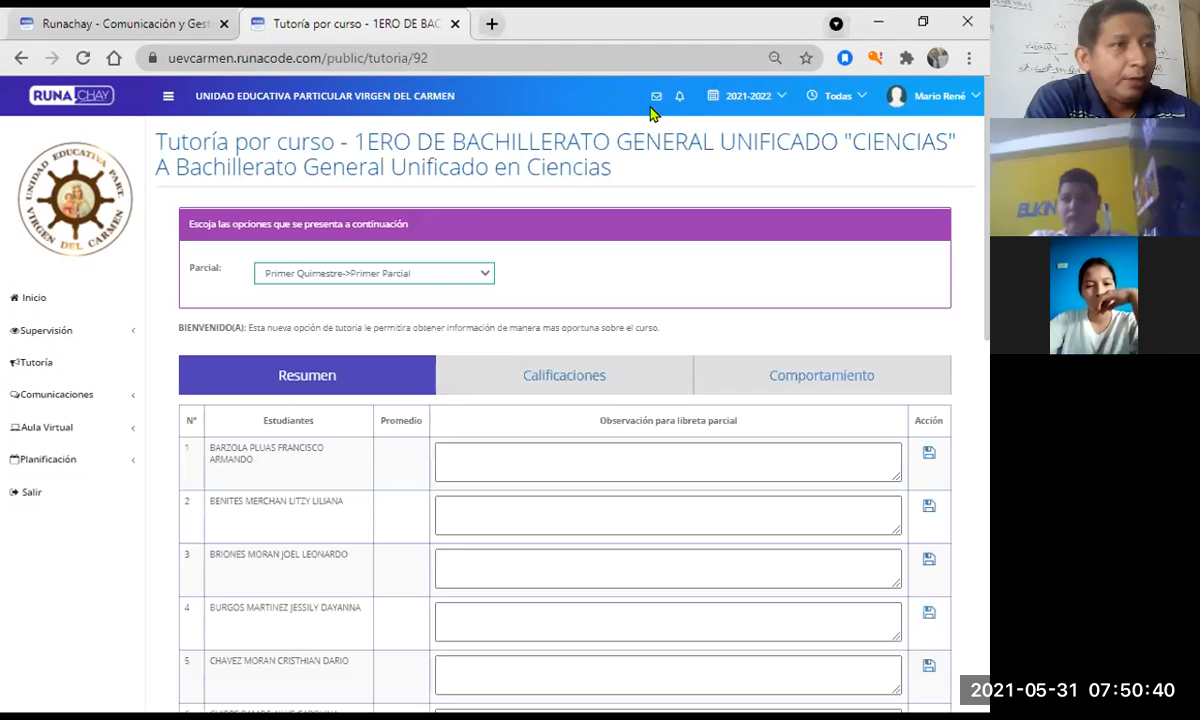 Runachay - Comunicación y Gest
Tutoría por curso - 1ERO DE BAC
uevcarmen.runacode.com/public/tutoria/92
RUNA CHAY
UNIDAD EDUCATIVA PARTICULAR VIRGEN DEL CARMEN
2021-2022
Todas
Mario René
UNIDAD EDUCATIVA PART.
VIRGEN DEL CARMEN
Inicio
Supervisión
Tutoría
Comunicaciones
Aula Virtual
Planificación
Salir
Tutoría por curso - 1ERO DE BACHILLERATO GENERAL UNIFICADO "CIENCIAS"
A Bachillerato General Unificado en Ciencias
Escoja las opciones que se presenta a continuación
Parcial:
Primer Quimestre->Primer Parcial
BIENVENIDO(A): Esta nueva opción de tutoria le permitira obtener información de manera mas oportuna sobre el curso.
Resumen
Calificaciones
Comportamiento
N° Estudiantes Promedio Observación para libreta parcial Acción
1 BARZOLA PLUAS FRANCISCO
ARMANDO
2 BENITES MERCHAN LITZY LILIANA
3 BRIONES MORAN JOEL LEONARDO
4 BURGOS MARTINEZ JESSILY DAYANNA
5 CHAVEZ MORAN CRISTHIAN DARIO
2021-05-31 07:50:40